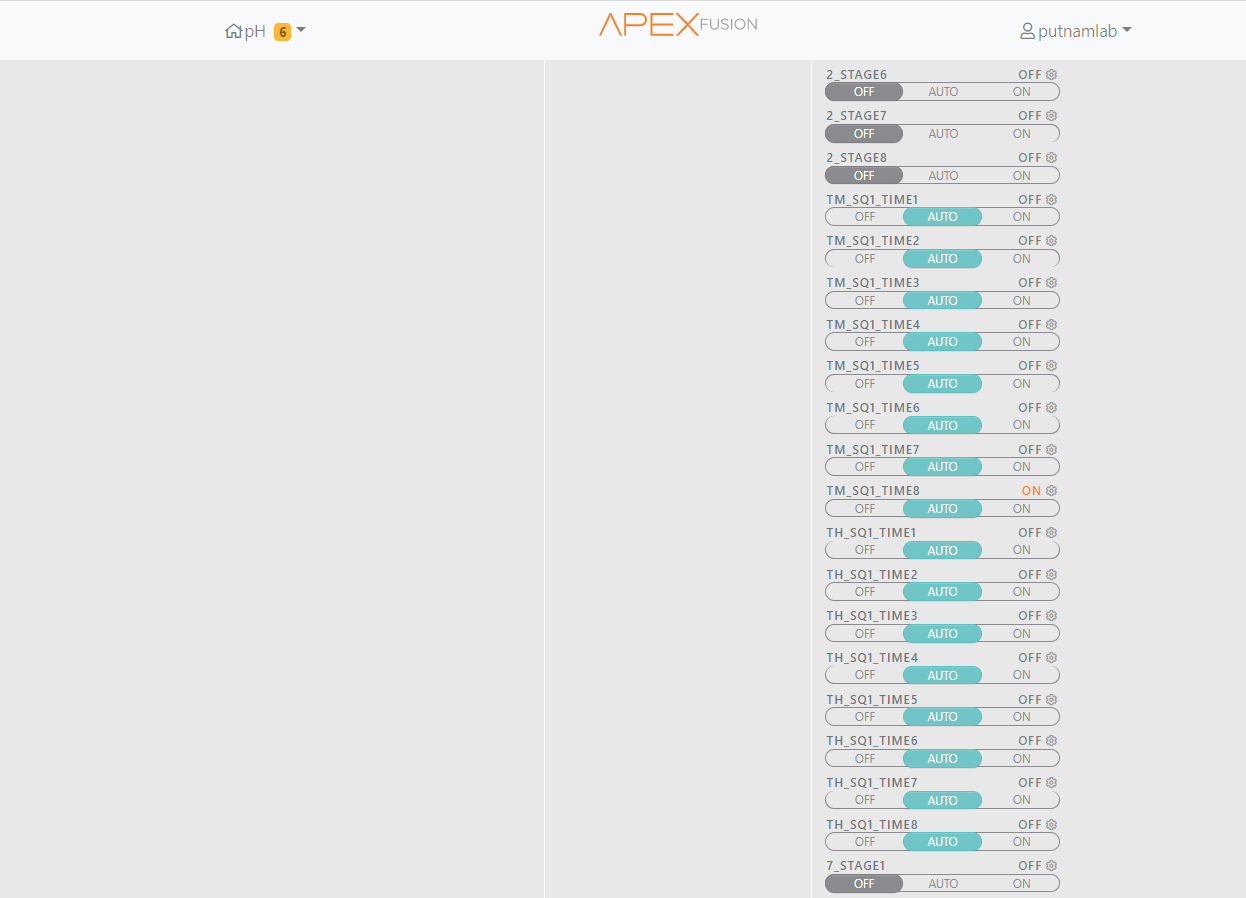 pH 6
APEX FUSION
putnamlab
2_STAGE6 OFF
OFF AUTO ON
2_STAGE7 OFF
OFF AUTO ON
2_STAGE8 OFF
OFF AUTO ON
TM_SQ1_TIME1 OFF
OFF AUTO ON
TM_SQ1_TIME2 OFF
OFF AUTO ON
TM_SQ1_TIME3 OFF
OFF AUTO ON
TM_SQ1_TIME4 OFF
OFF AUTO ON
TM_SQ1_TIME5 OFF
OFF AUTO ON
TM_SQ1_TIME6 OFF
OFF AUTO ON
TM_SQ1_TIME7 OFF
OFF AUTO ON
TM_SQ1_TIME8 ON
OFF AUTO ON
TH_SQ1_TIME1 OFF
OFF AUTO ON
TH_SQ1_TIME2 OFF
OFF AUTO ON
TH_SQ1_TIME3 OFF
OFF AUTO ON
TH_SQ1_TIME4 OFF
OFF AUTO ON
TH_SQ1_TIME5 OFF
OFF AUTO ON
TH_SQ1_TIME6 OFF
OFF AUTO ON
TH_SQ1_TIME7 OFF
OFF AUTO ON
TH_SQ1_TIME8 OFF
OFF AUTO ON
7_STAGE1 OFF
OFF AUTO ON